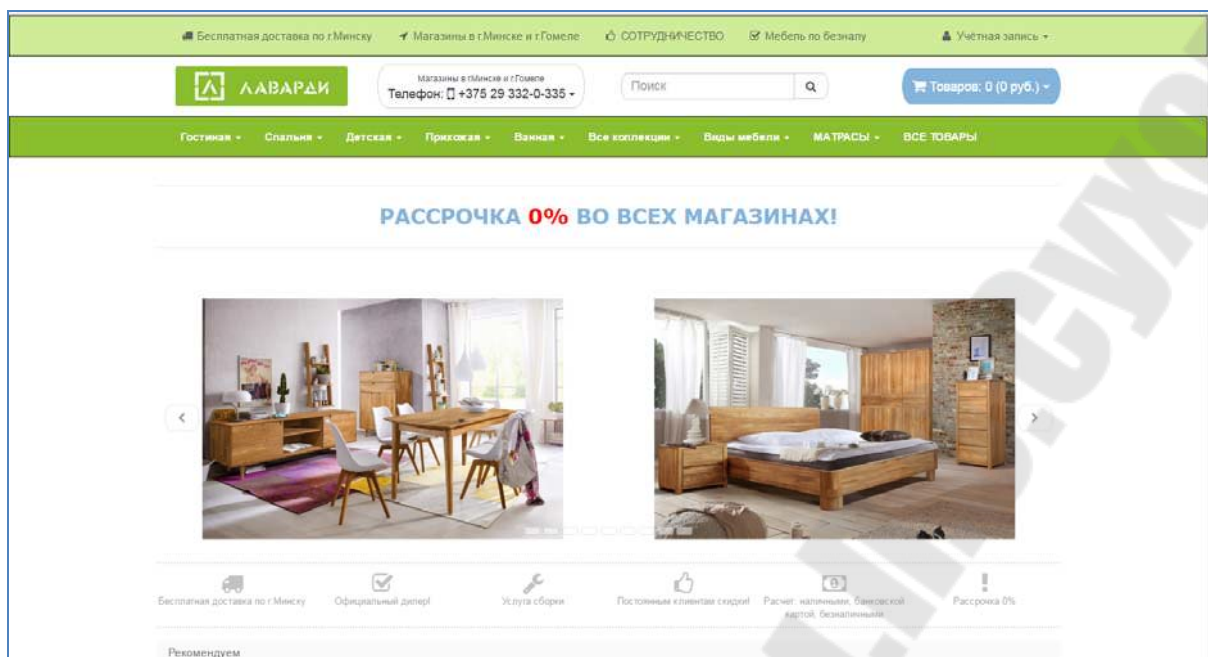 Бесплатная доставка по г.Минску Магазины в г.Минске и г.Гомеле СОТРУДНИЧЕСТВО Мебель по безналу Учётная запись
ЛАВАРДИ
Магазины в г.Минске и г.Гомеле
Телефон: +375 29 332-0-335
Поиск
Товаров: 0 (0 руб.)
Гостиная Спальня Детская Прихожая Ванная Все коллекции Виды мебели МАТРАСЫ ВСЕ ТОВАРЫ
РАССРОЧКА 0% ВО ВСЕХ МАГАЗИНАХ!
Бесплатная доставка по г.Минску Официальный дилер! Услуга сборки Постоянным клиентам скидки! Расчет: наличными, банковской Рассрочка 0%
картой, безналичными
Рекомендуем